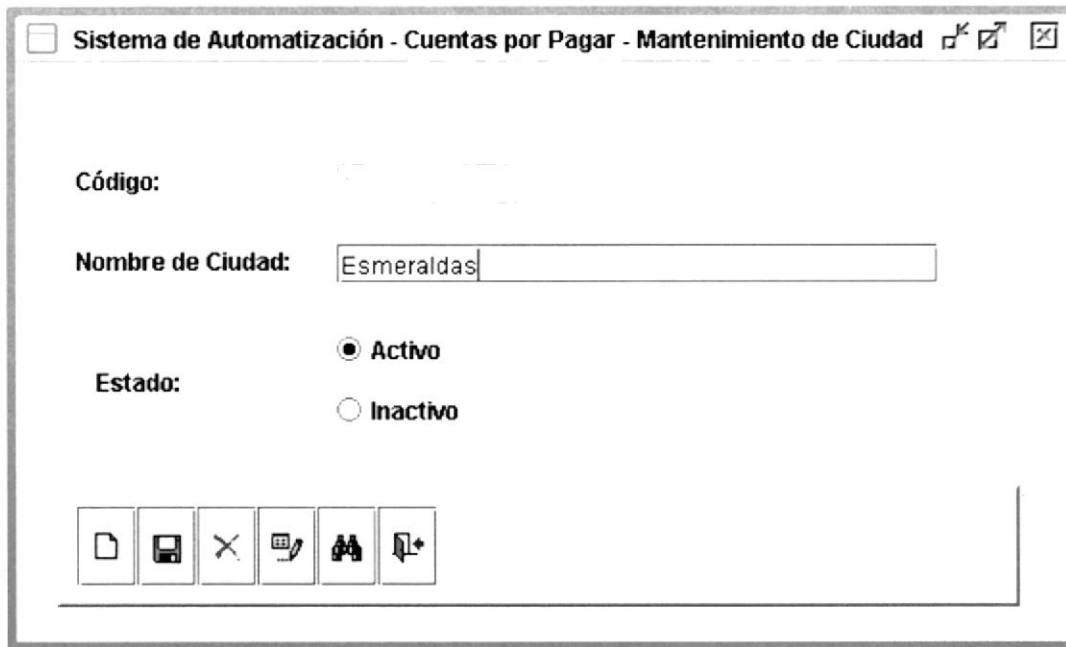 Sistema de Automatización - Cuentas por Pagar - Mantenimiento de Ciudad
Código:
Nombre de Ciudad: Esmeraldas
Activo
Estado:
Inactivo